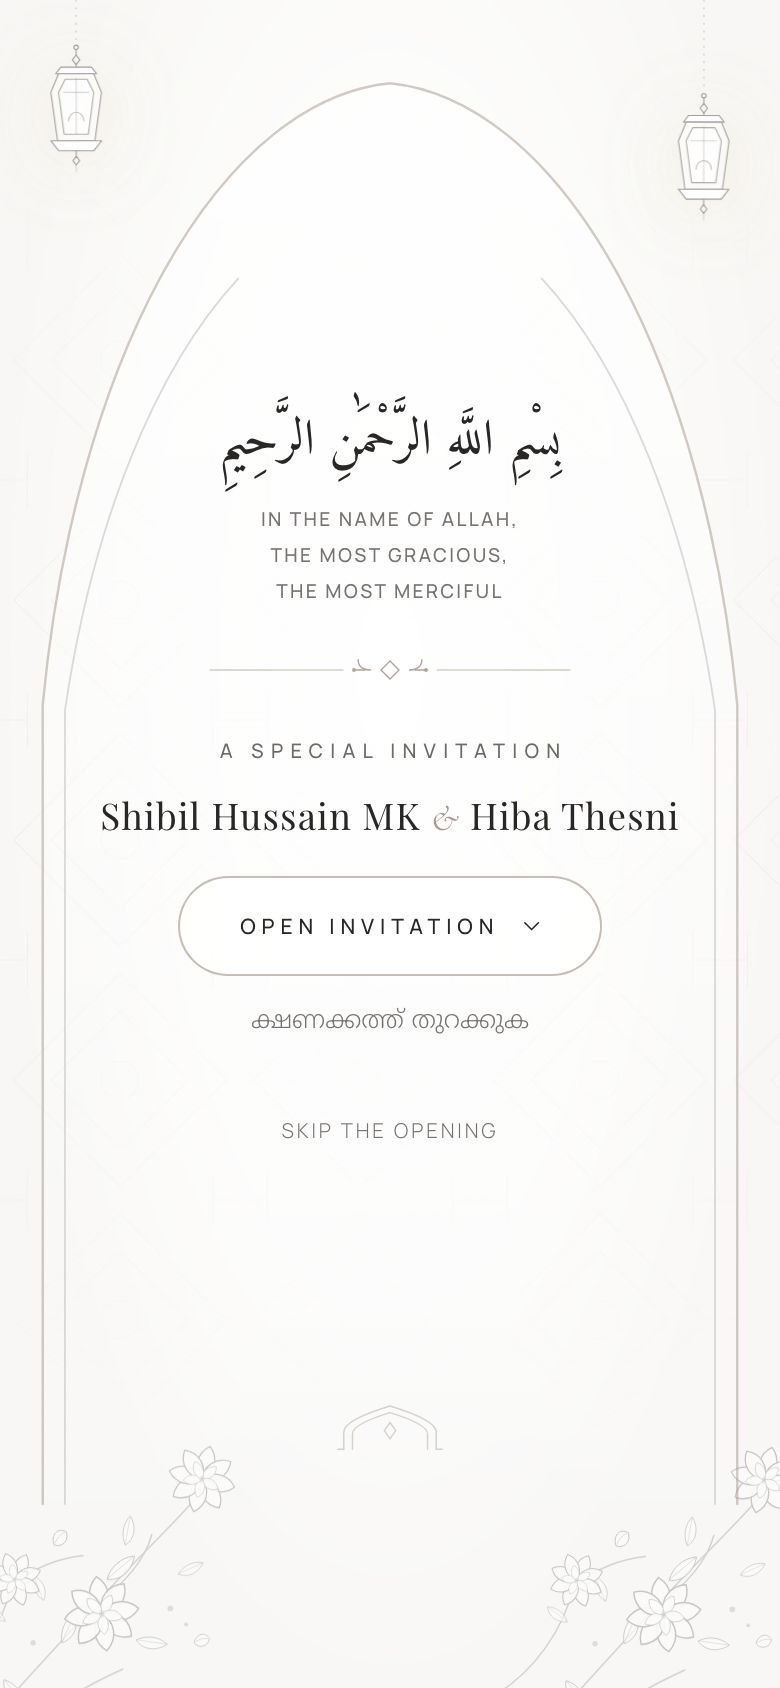 بِسْمِ اللَّهِ الرَّحْمَٰنِ الرَّحِيمِ
IN THE NAME OF ALLAH,
THE MOST GRACIOUS,
THE MOST MERCIFUL
A SPECIAL INVITATION
Shibil Hussain MK & Hiba Thesni
OPEN INVITATION
ക്ഷണക്കത്ത് തുറക്കുക
SKIP THE OPENING